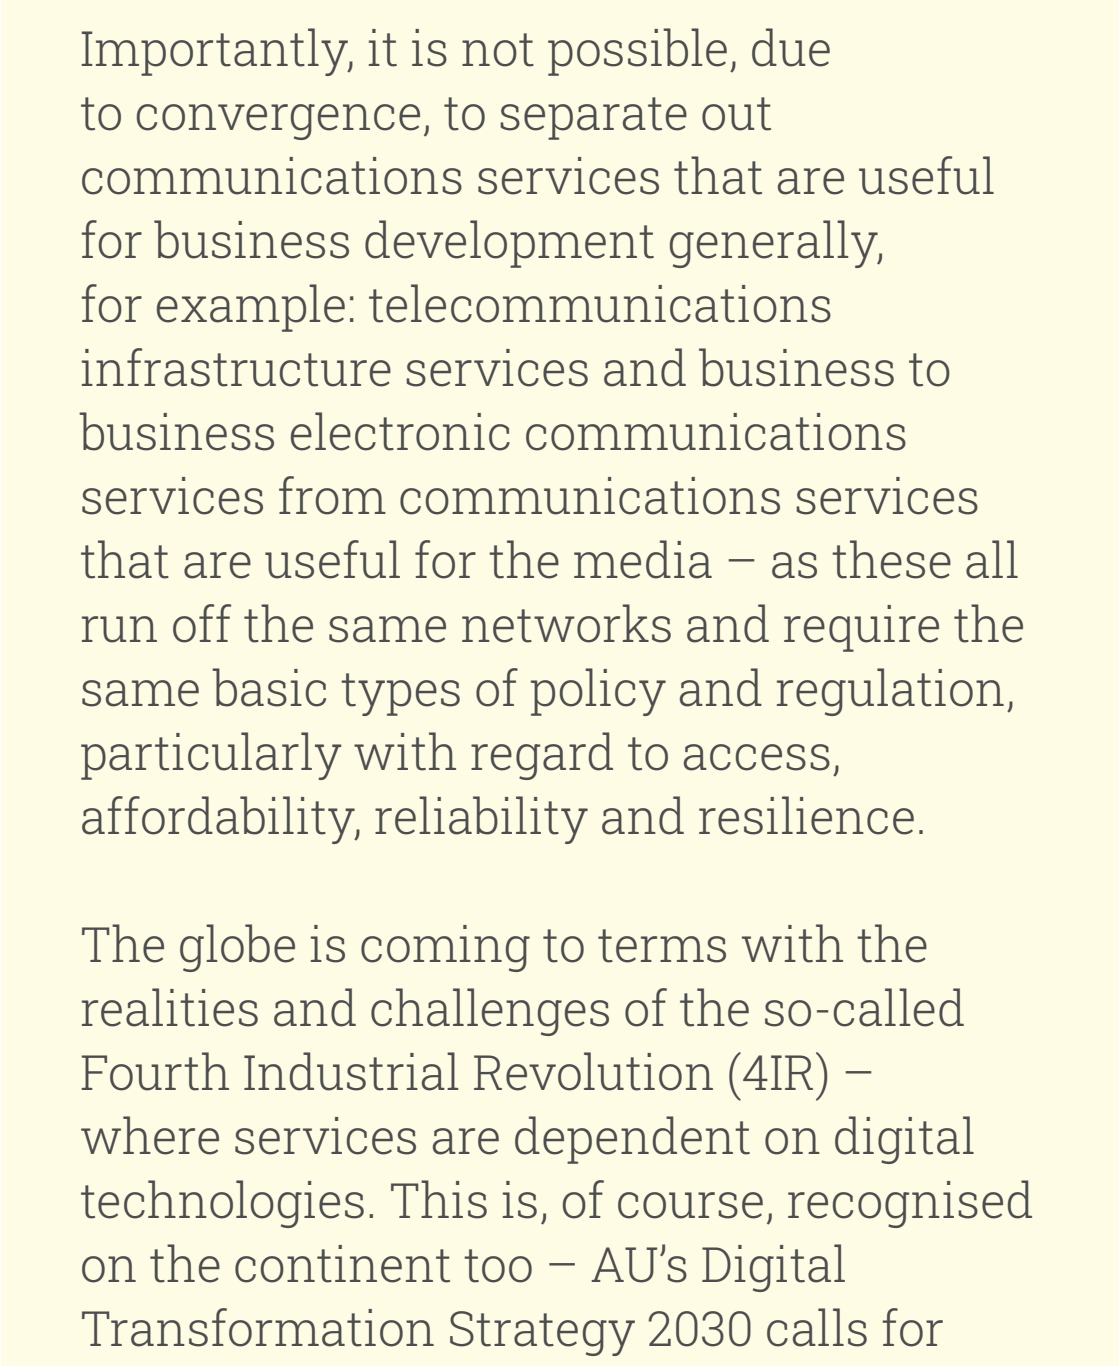 Importantly, it is not possible, due
to convergence, to separate out
communications services that are useful
for business development generally,
for example: telecommunications
infrastructure services and business to
business electronic communications
services from communications services
that are useful for the media – as these all
run off the same networks and require the
same basic types of policy and regulation,
particularly with regard to access,
affordability, reliability and resilience.
The globe is coming to terms with the
realities and challenges of the so-called
Fourth Industrial Revolution (4IR) –
where services are dependent on digital
technologies. This is, of course, recognised
on the continent too – AU’s Digital
Transformation Strategy 2030 calls for